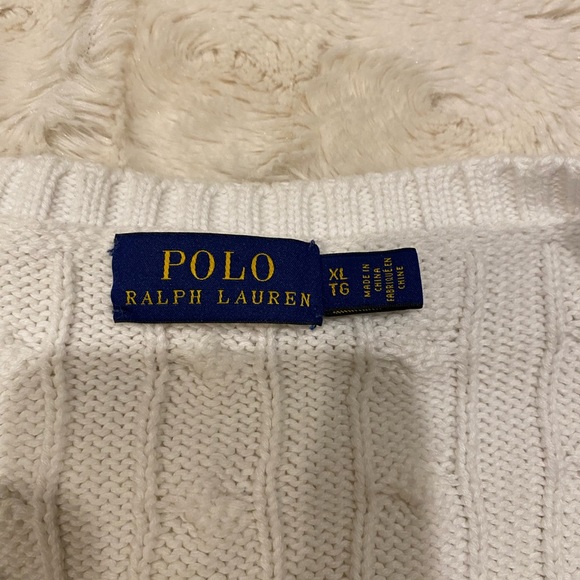 POLO
RALPH LAUREN
XL
TG
MADE IN
CHINA
FABRIQUÉ EN
CHINE